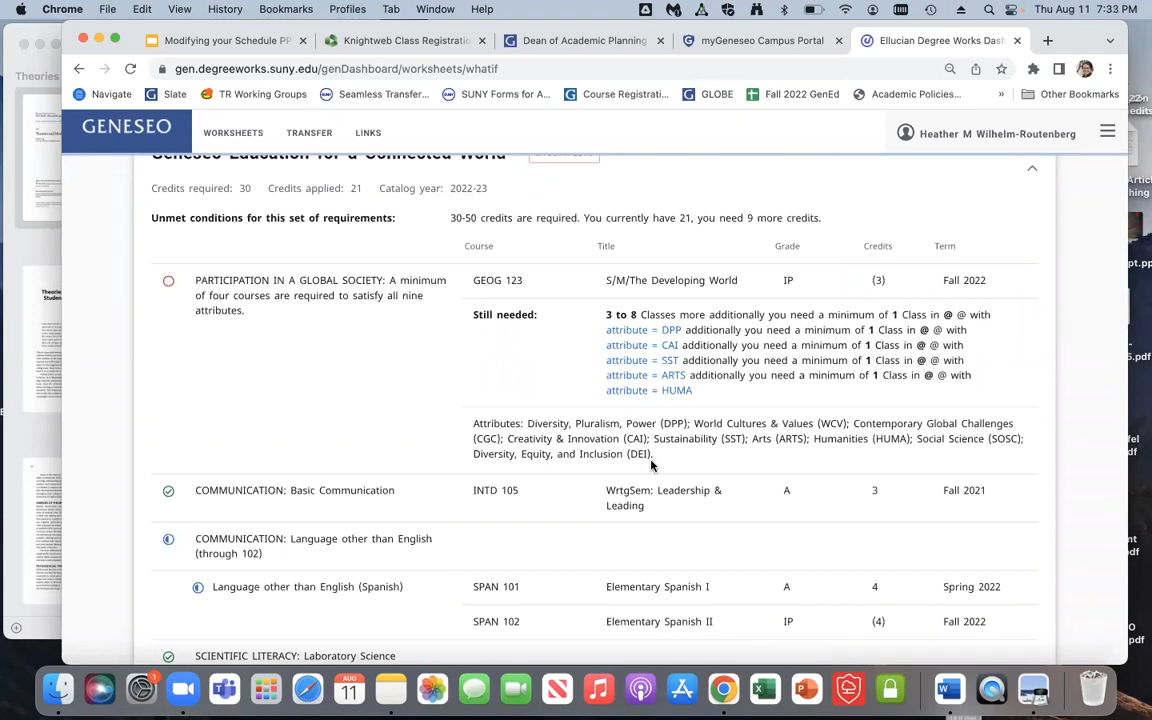 Chrome File Edit View History Bookmarks Profiles Tab Window Help Thu Aug 11 7:33 PM
Modifying your Schedule PP Knightweb Class Registratio Dean of Academic Planning myGeneseo Campus Portal Ellucian Degree Works Dash
gen.degreeworks.suny.edu/genDashboard/worksheets/whatif
Navigate Slate TR Working Groups Seamless Transfer... SUNY Forms for A... Course Registrati... GLOBE Fall 2022 GenEd Academic Policies... » Other Bookmarks
Theories
GENESEO WORKSHEETS TRANSFER LINKS Heather M Wilhelm-Routenberg
Geneseo Education for a Connected World
Credits required: 30 Credits applied: 21 Catalog year: 2022-23
Unmet conditions for this set of requirements: 30-50 credits are required. You currently have 21, you need 9 more credits.
Course Title Grade Credits Term
PARTICIPATION IN A GLOBAL SOCIETY: A minimum
of four courses are required to satisfy all nine
attributes.
GEOG 123 S/M/The Developing World IP (3) Fall 2022
Still needed: 3 to 8 Classes more additionally you need a minimum of 1 Class in @ @ with
attribute = DPP additionally you need a minimum of 1 Class in @ @ with
attribute = CAI additionally you need a minimum of 1 Class in @ @ with
attribute = SST additionally you need a minimum of 1 Class in @ @ with
attribute = ARTS additionally you need a minimum of 1 Class in @ @ with
attribute = HUMA
Attributes: Diversity, Pluralism, Power (DPP); World Cultures & Values (WCV); Contemporary Global Challenges
(CGC); Creativity & Innovation (CAI); Sustainability (SST); Arts (ARTS); Humanities (HUMA); Social Science (SOSC);
Diversity, Equity, and Inclusion (DEI).
COMMUNICATION: Basic Communication INTD 105 WrtgSem: Leadership & A 3 Fall 2021
Leading
COMMUNICATION: Language other than English
(through 102)
Language other than English (Spanish) SPAN 101 Elementary Spanish I A 4 Spring 2022
SPAN 102 Elementary Spanish II IP (4) Fall 2022
SCIENTIFIC LITERACY: Laboratory Science
AUG
11
1